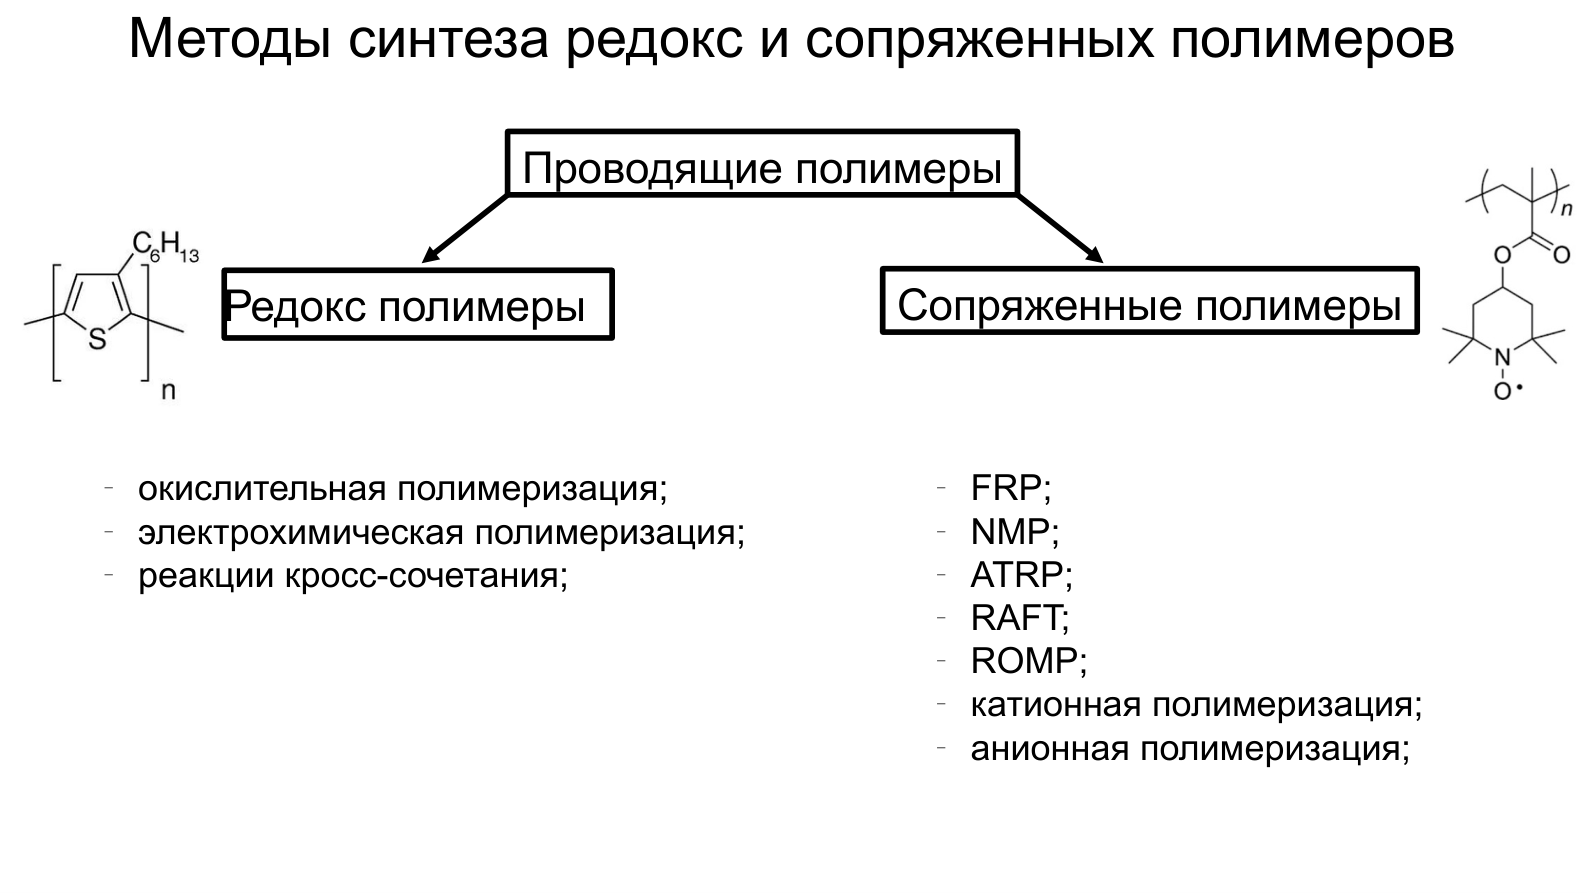 Методы синтеза редокс и сопряженных полимеров
Проводящие полимеры
Редокс полимеры
Сопряженные полимеры
C6H13
S
n
n
O
O
N
O•
- окислительная полимеризация;
- электрохимическая полимеризация;
- реакции кросс-сочетания;
- FRP;
- NMP;
- ATRP;
- RAFT;
- ROMP;
- катионная полимеризация;
- анионная полимеризация;